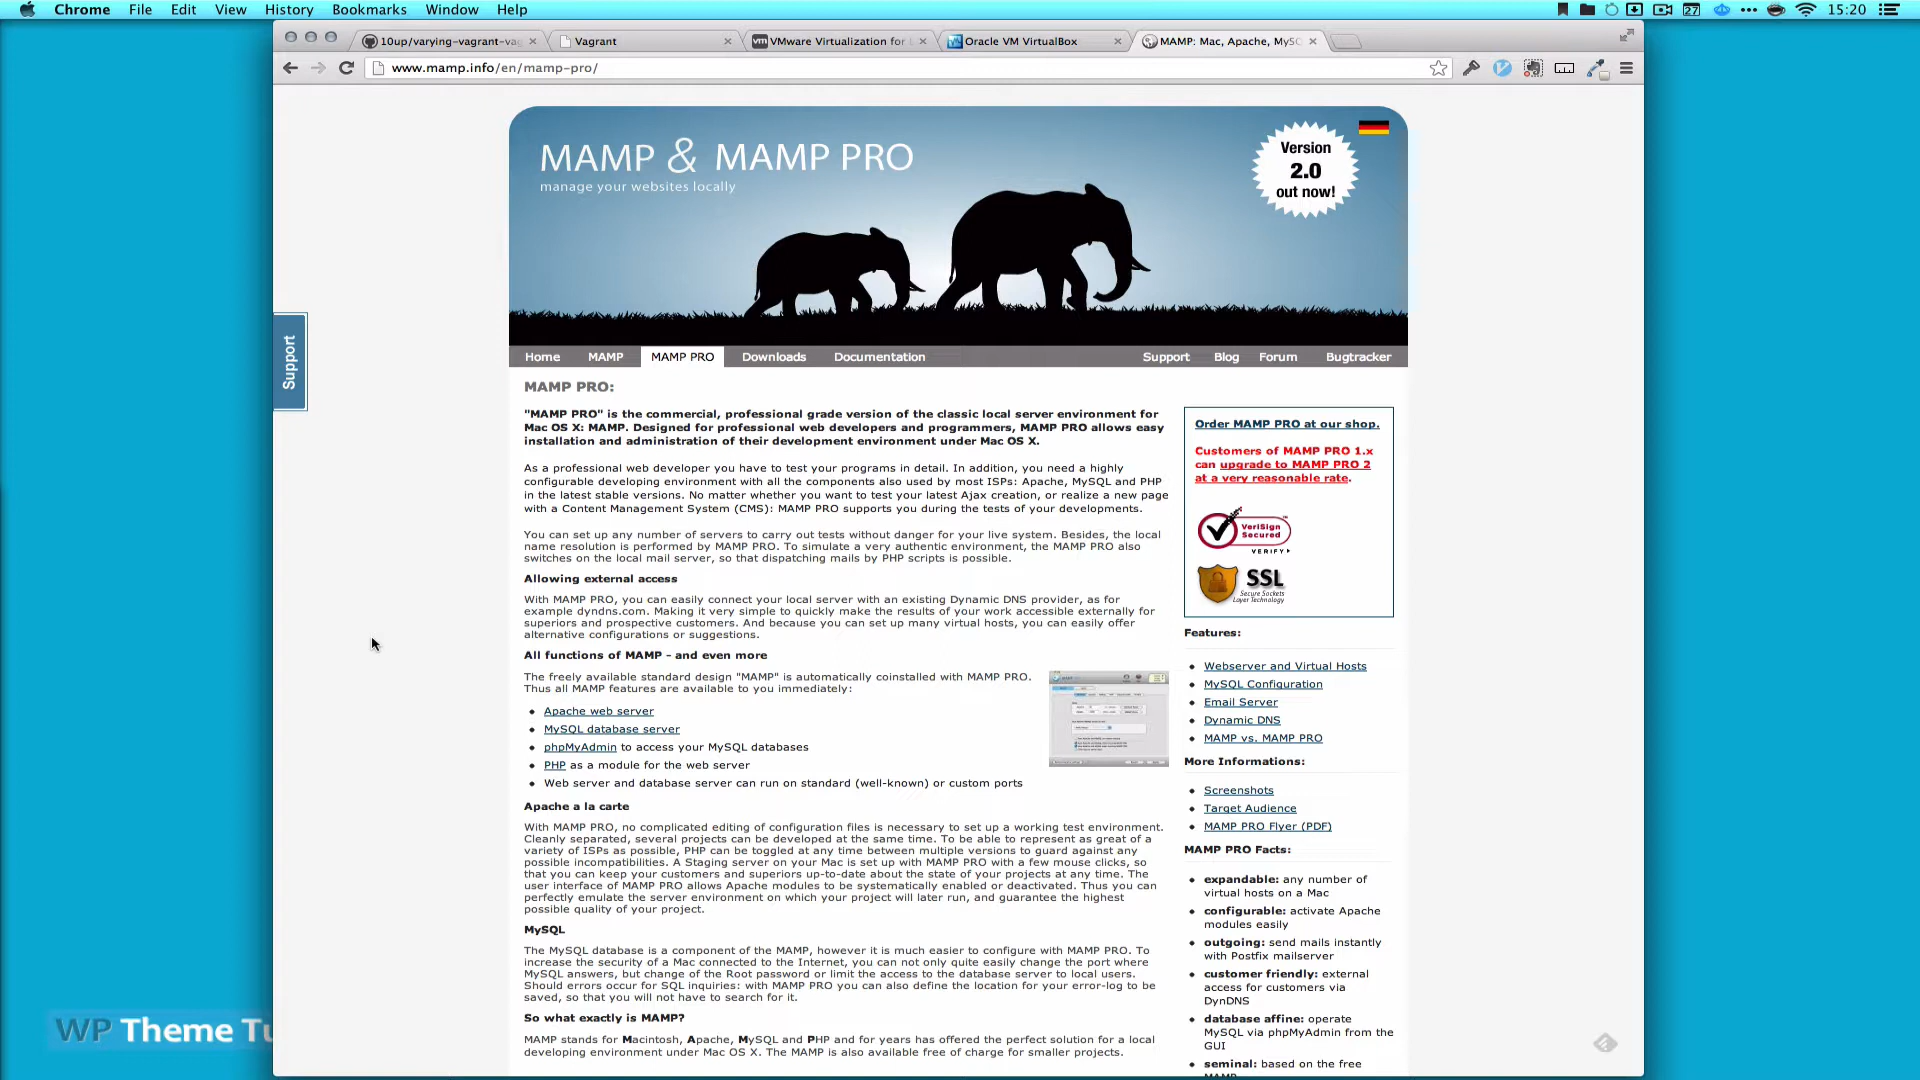 Chrome File Edit View History Bookmarks Window Help 27 15:20
10up/varying-vagrant-vag
Vagrant
VMware Virtualization for
Oracle VM VirtualBox
MAMP: Mac, Apache, MySQ
www.mamp.info/en/mamp-pro/
MAMP & MAMP PRO
manage your websites locally
Version
2.0
out now!
Support
Home MAMP MAMP PRO Downloads Documentation Support Blog Forum Bugtracker
MAMP PRO:
"MAMP PRO" is the commercial, professional grade version of the classic local server environment for
Mac OS X: MAMP. Designed for professional web developers and programmers, MAMP PRO allows easy
installation and administration of their development environment under Mac OS X.
As a professional web developer you have to test your programs in detail. In addition, you need a highly
configurable developing environment with all the components also used by most ISPs: Apache, MySQL and PHP
in the latest stable versions. No matter whether you want to test your latest Ajax creation, or realize a new page
with a Content Management System (CMS): MAMP PRO supports you during the tests of your developments.
You can set up any number of servers to carry out tests without danger for your live system. Besides, the local
name resolution is performed by MAMP PRO. To simulate a very authentic environment, the MAMP PRO also
switches on the local mail server, so that dispatching mails by PHP scripts is possible.
Allowing external access
With MAMP PRO, you can easily connect your local server with an existing Dynamic DNS provider, as for
example dyndns.com. Making it very simple to quickly make the results of your work accessible externally for
superiors and prospective customers. And because you can set up many virtual hosts, you can easily offer
alternative configurations or suggestions.
All functions of MAMP - and even more
The freely available standard design "MAMP" is automatically coinstalled with MAMP PRO.
Thus all MAMP features are available to you immediately:
Apache web server
MySQL database server
phpMyAdmin to access your MySQL databases
PHP as a module for the web server
Web server and database server can run on standard (well-known) or custom ports
Apache a la carte
With MAMP PRO, no complicated editing of configuration files is necessary to set up a working test environment.
Cleanly separated, several projects can be developed at the same time. To be able to represent as great of a
variety of ISPs as possible, PHP can be toggled at any time between multiple versions to guard against any
possible incompatibilities. A Staging server on your Mac is set up with MAMP PRO with a few mouse clicks, so
that you can keep your customers and superiors up-to-date about the state of your projects at any time. The
user interface of MAMP PRO allows Apache modules to be systematically enabled or deactivated. Thus you can
perfectly emulate the server environment on which your project will later run, and guarantee the highest
possible quality of your project.
MySQL
The MySQL database is a component of the MAMP, however it is much easier to configure with MAMP PRO. To
increase the security of a Mac connected to the Internet, you can not only quite easily change the port where
MySQL answers, but change of the Root password or limit the access to the database server to local users.
Should errors occur for SQL inquiries: with MAMP PRO you can also define the location for your error-log to be
saved, so that you will not have to search for it.
So what exactly is MAMP?
MAMP stands for Macintosh, Apache, MySQL and PHP and for years has offered the perfect solution for a local
developing environment under Mac OS X. The MAMP is also available free of charge for smaller projects.
Order MAMP PRO at our shop.
Customers of MAMP PRO 1.x
can upgrade to MAMP PRO 2
at a very reasonable rate.
VeriSign
Secured
VERIFY
SSL
Secure Sockets
Layer Technology
Features:
Webserver and Virtual Hosts
MySQL Configuration
Email Server
Dynamic DNS
MAMP vs. MAMP PRO
More Informations:
Screenshots
Target Audience
MAMP PRO Flyer (PDF)
MAMP PRO Facts:
expandable: any number of
virtual hosts on a Mac
configurable: activate Apache
modules easily
outgoing: send mails instantly
with Postfix mailserver
customer friendly: external
access for customers via
DynDNS
database affine: operate
MySQL via phpMyAdmin from the
GUI
seminal: based on the free
WP Theme Tu